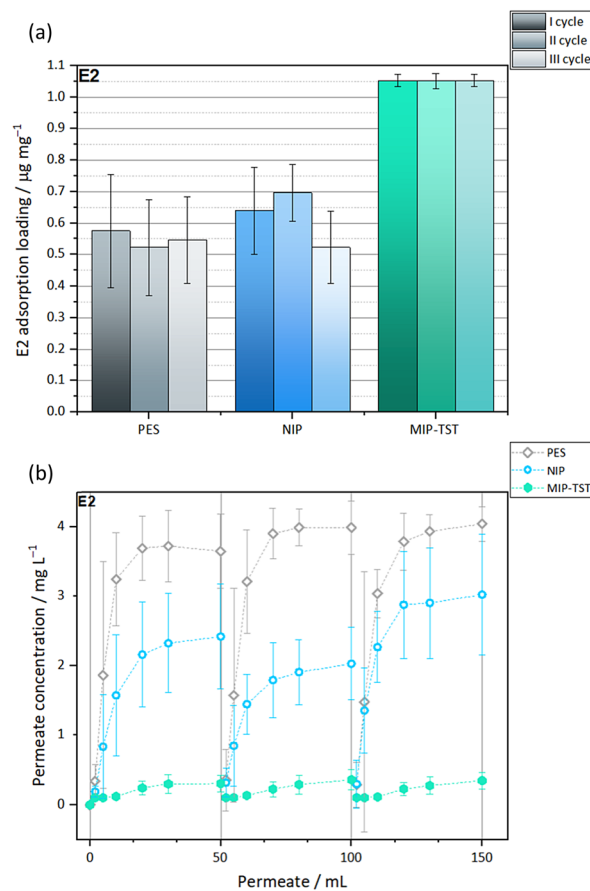 (a)
I cycle
II cycle
III cycle
E2
1.1
1.0
0.9
0.8
0.7
0.6
0.5
0.4
0.3
0.2
0.1
0.0
E2 adsorption loading / µg mg⁻¹
PES NIP MIP-TST
(b)
PES
NIP
MIP-TST
E2
4
3
2
1
0
Permeate concentration / mg L⁻¹
0 50 100 150
Permeate / mL